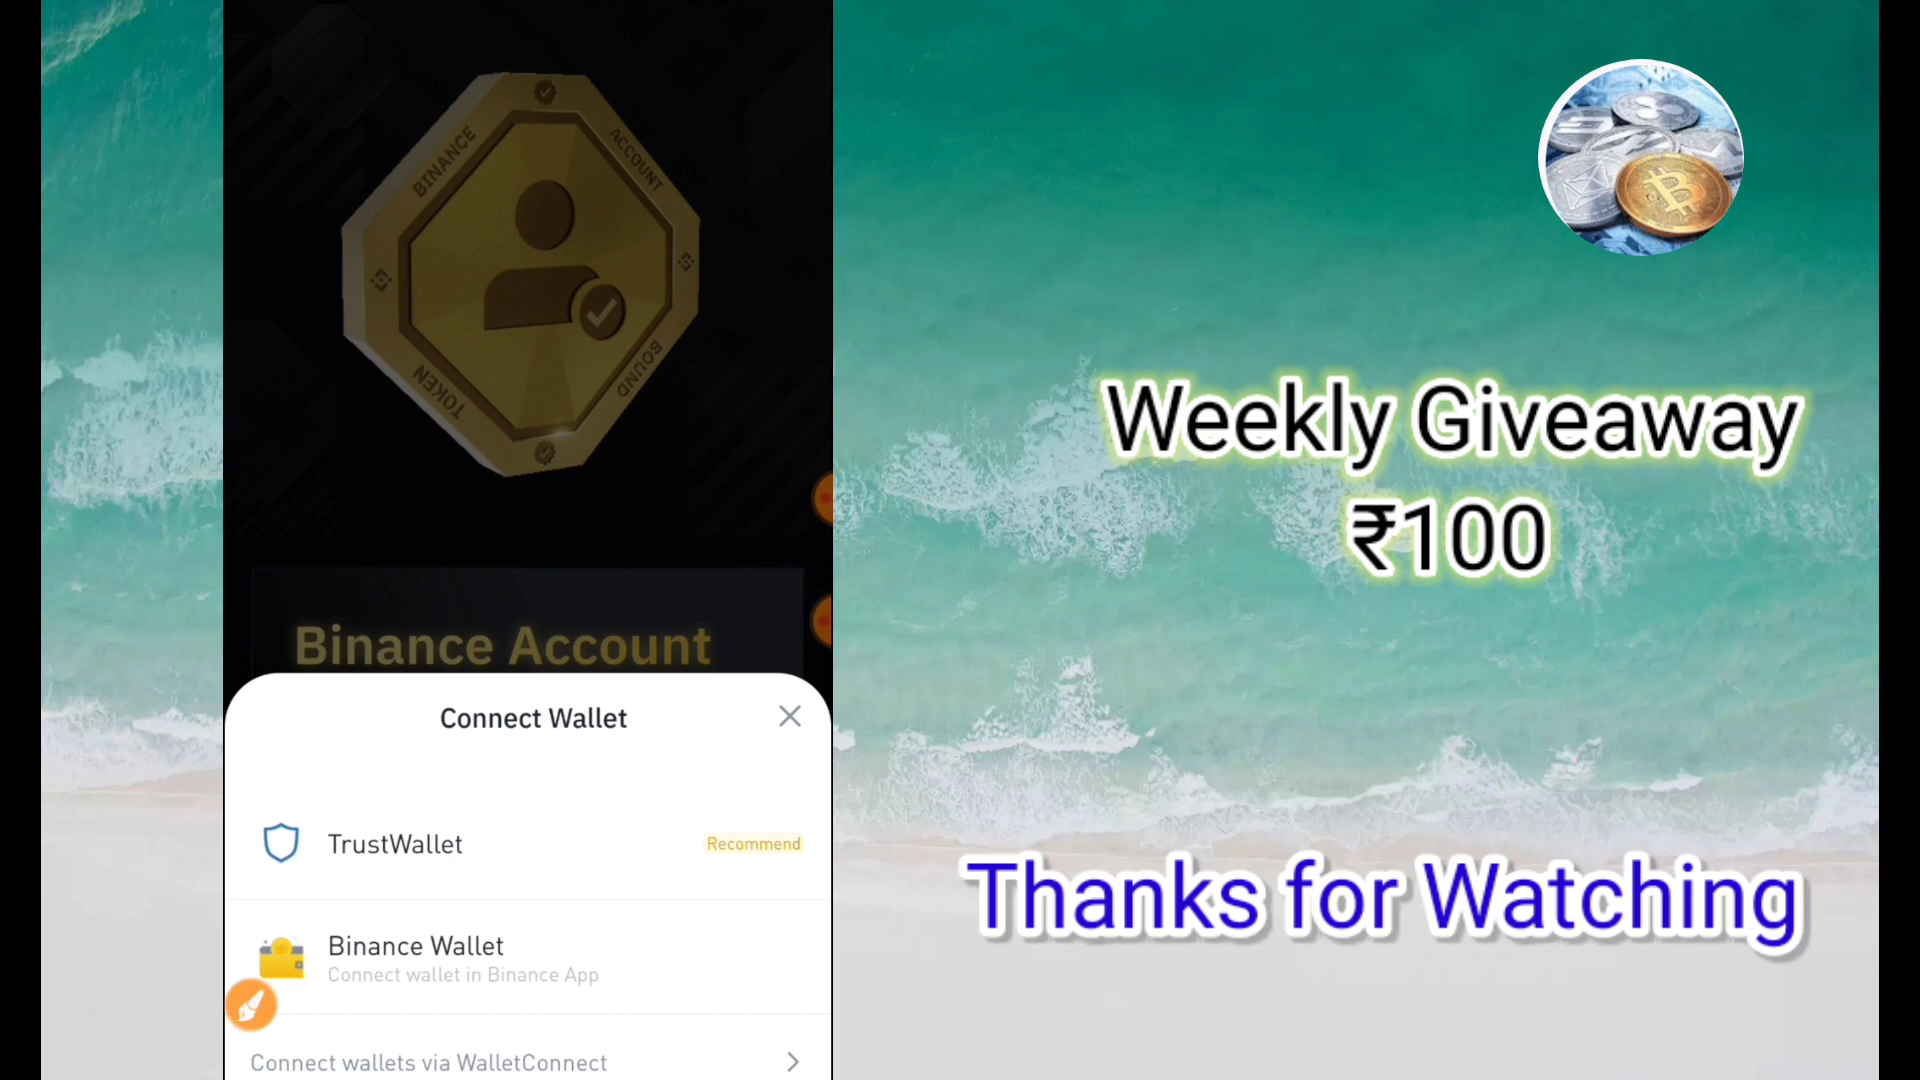 BINANCE
ACCOUNT
BOUND
TOKEN
Binance Account
Connect Wallet
TrustWallet
Recommend
Binance Wallet
Connect wallet in Binance App
Connect wallets via WalletConnect
Weekly Giveaway
₹100
Thanks for Watching